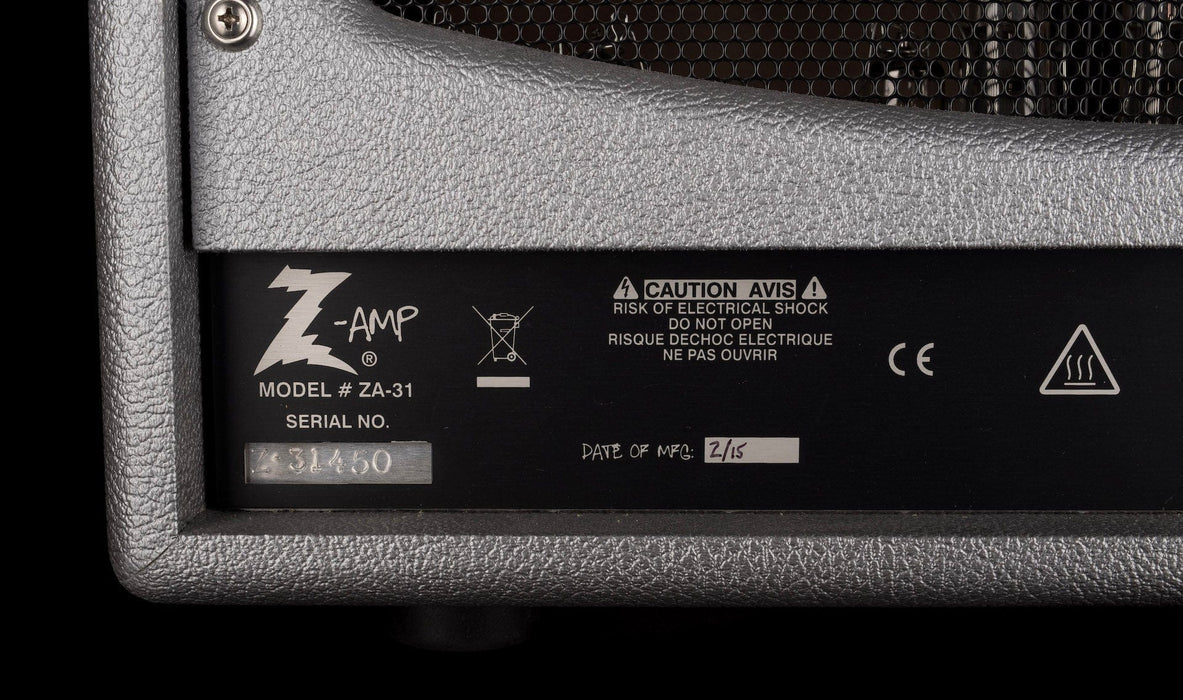 Z-AMP
®
MODEL # ZA-31
SERIAL NO.
31450
CAUTION AVIS
RISK OF ELECTRICAL SHOCK
DO NOT OPEN
RISQUE DECHOC ELECTRIQUE
NE PAS OUVRIR
CE
DATE OF MFG: 2/15